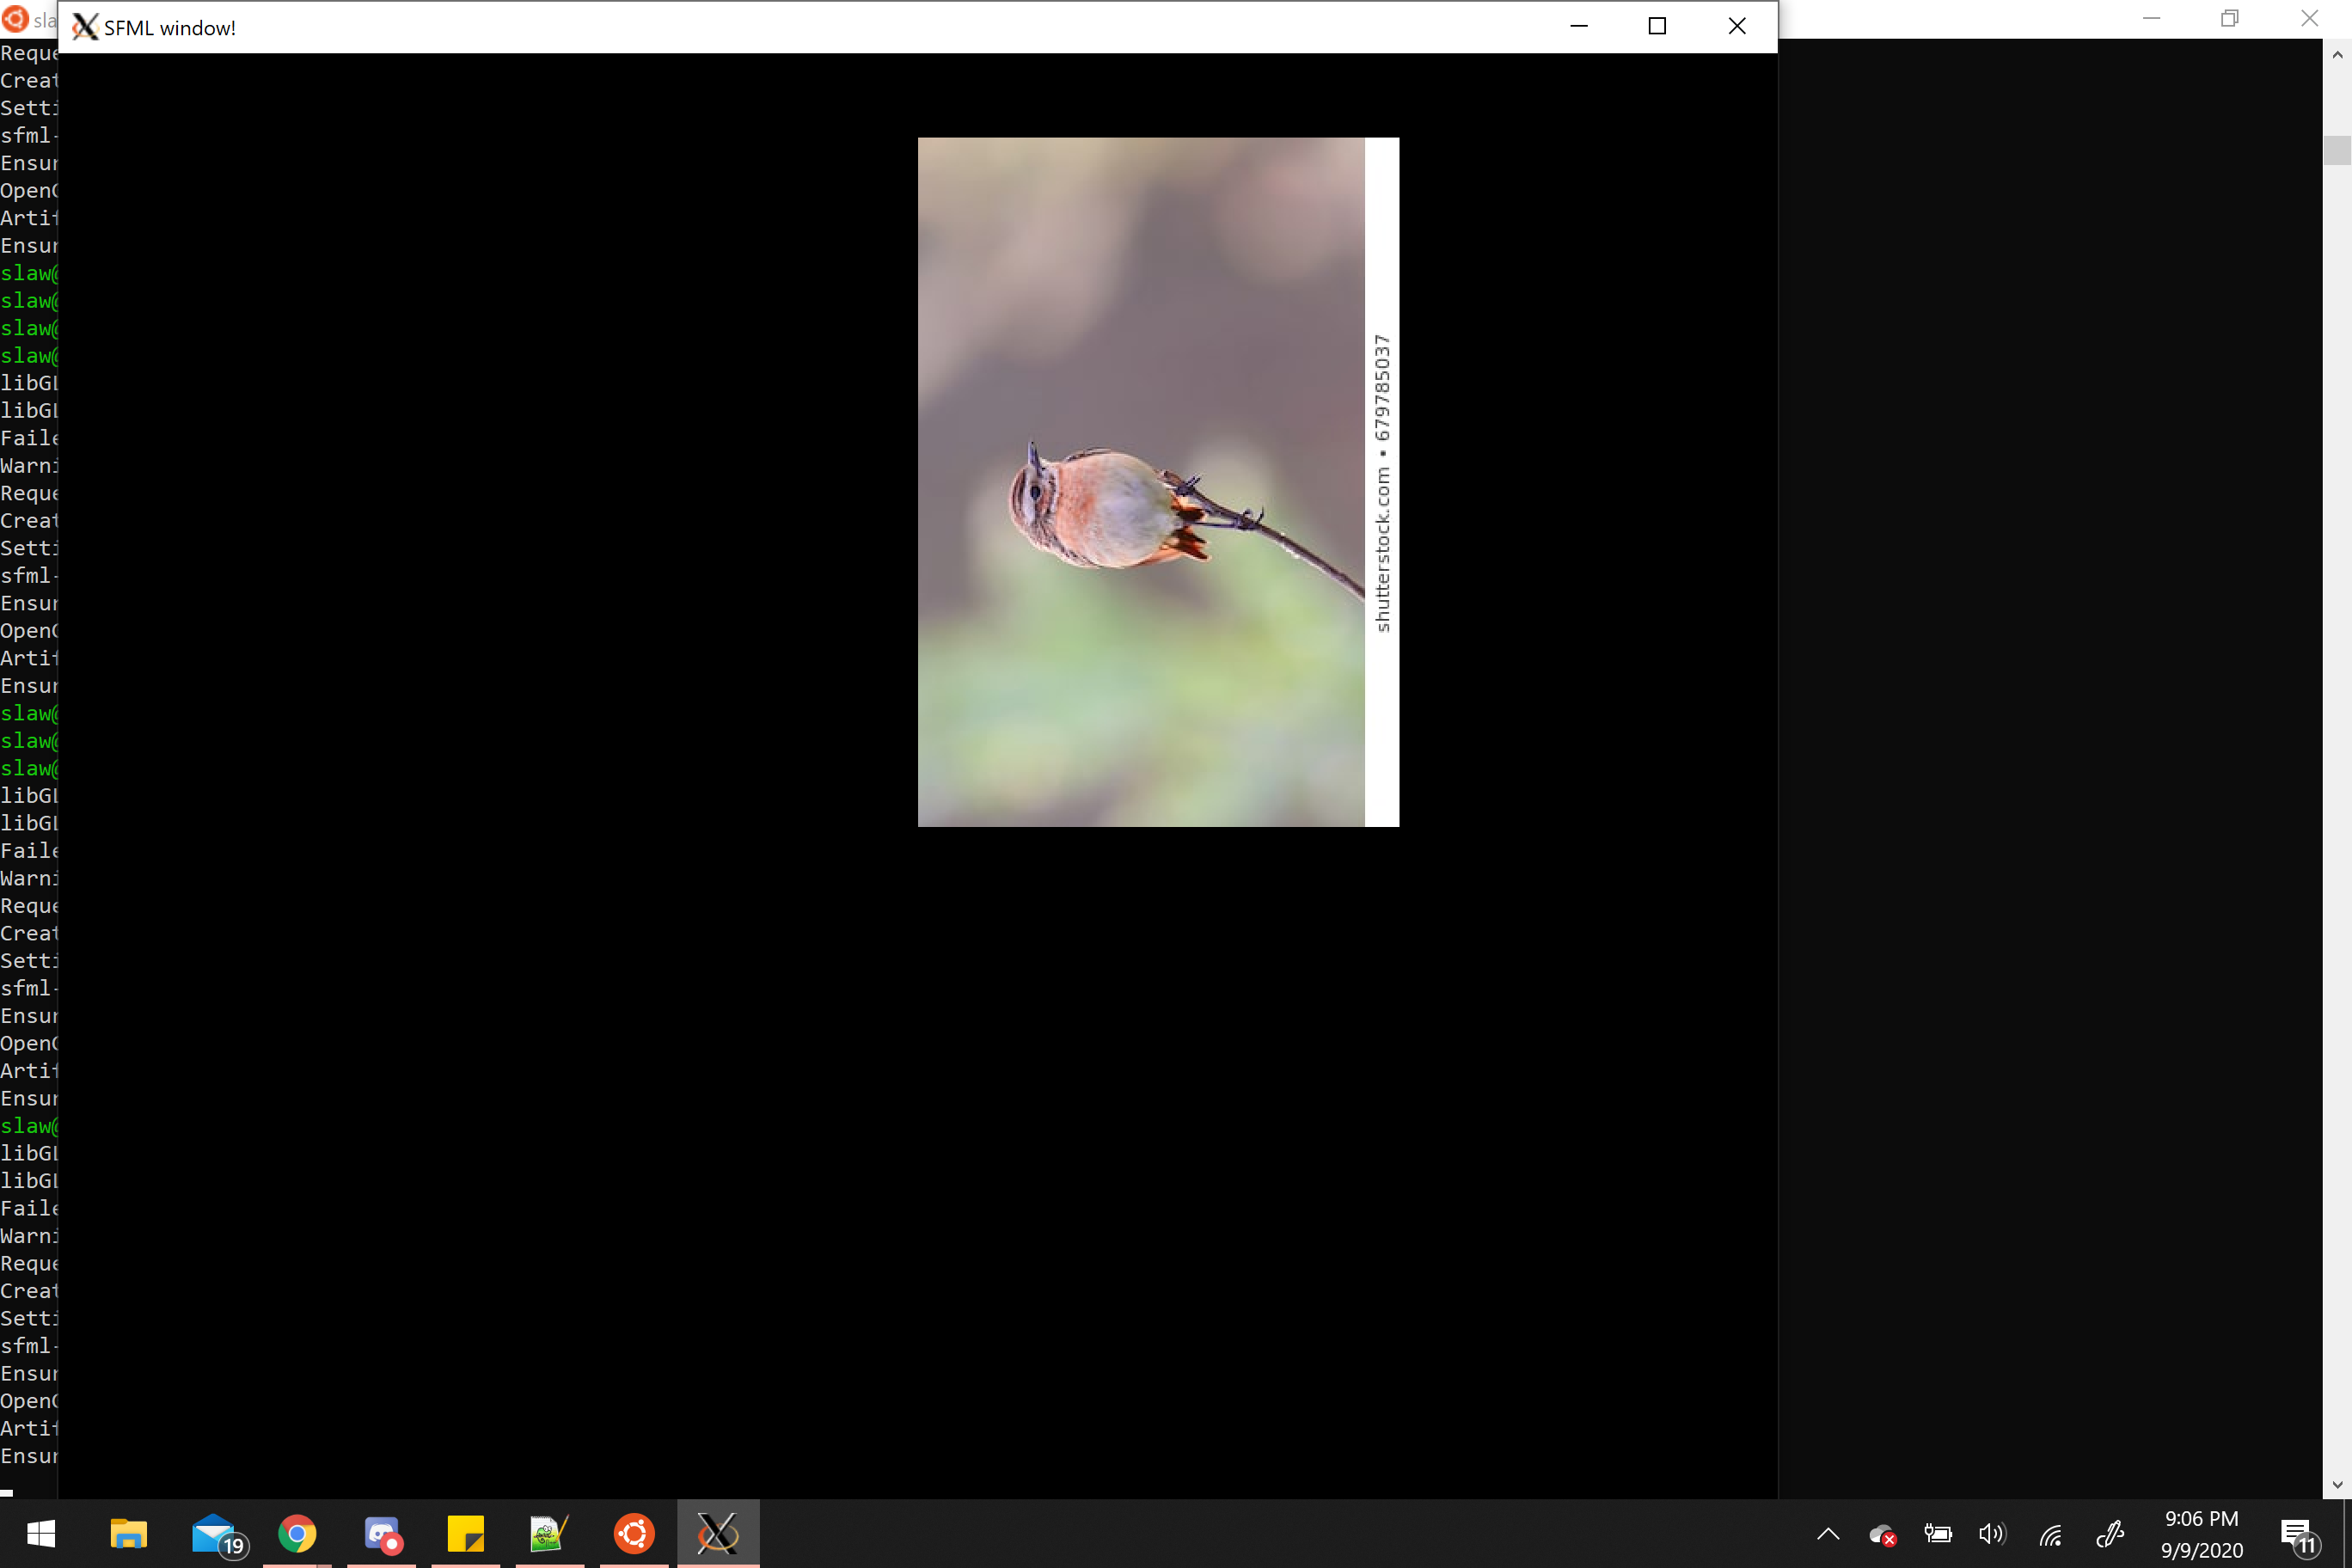 sla
SFML window!
Reque
Creat
Setti
sfml-
Ensur
Open
Artif
Ensur
slaw@
slaw@
slaw@
slaw@
libGL
libGL
Faile
Warni
Reque
Creat
Setti
sfml-
Ensur
Open
Artif
Ensur
slaw@
slaw@
slaw@
libGL
libGL
Faile
Warni
Reque
Creat
Setti
sfml-
Ensur
Open
Artif
Ensur
slaw@
libGL
libGL
Faile
Warni
Reque
Creat
Setti
sfml-
Ensur
Open
Artif
Ensur
shutterstock.com • 679785037
19
9:06 PM
9/9/2020
11